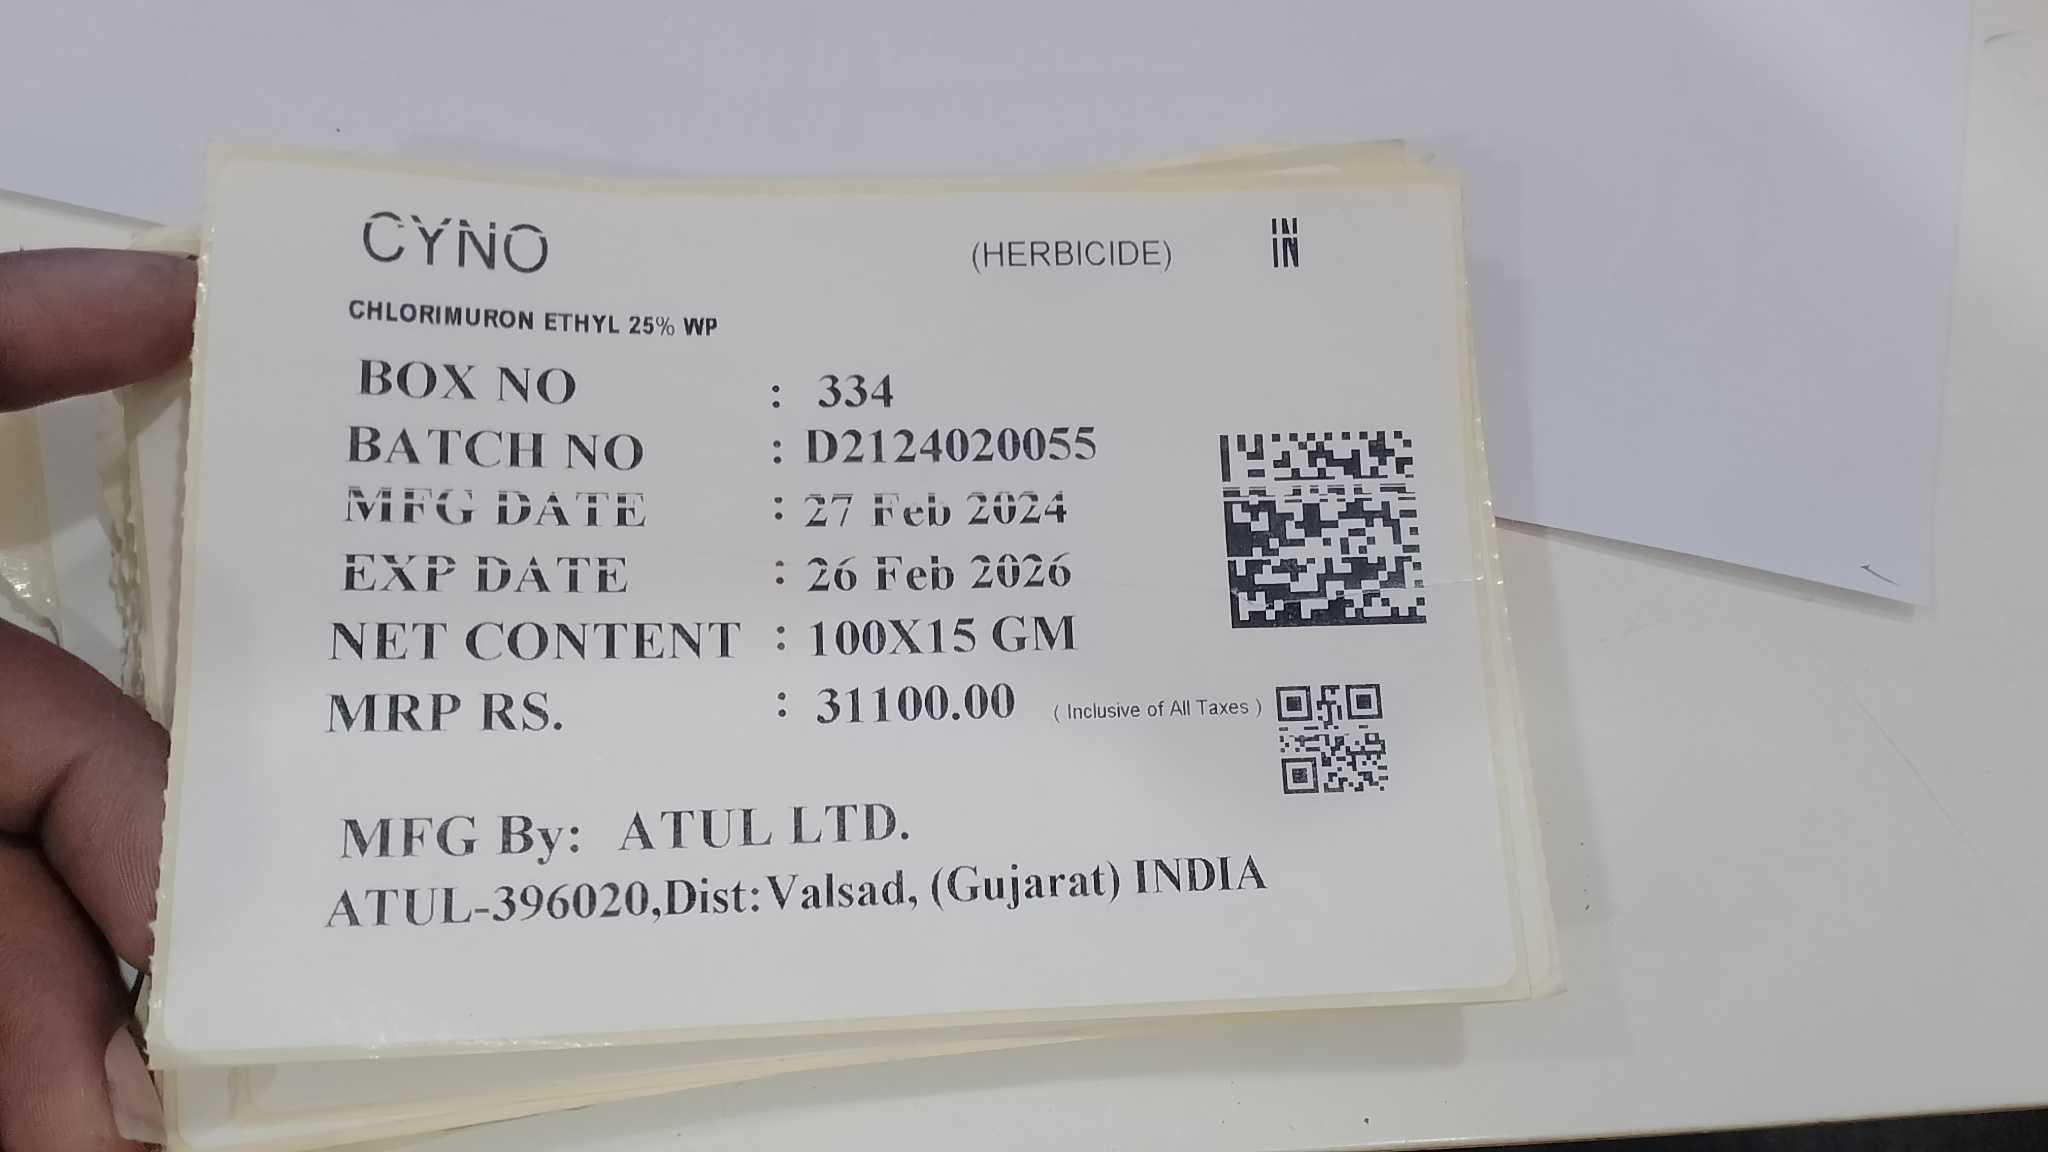 CYNO (HERBICIDE) IN
CHLORIMURON ETHYL 25% WP
BOX NO : 334
BATCH NO : D2124020055
MFG DATE : 27 Feb 2024
EXP DATE : 26 Feb 2026
NET CONTENT : 100X15 GM
MRP RS. : 31100.00 ( Inclusive of All Taxes )
MFG By: ATUL LTD.
ATUL-396020,Dist:Valsad, (Gujarat) INDIA